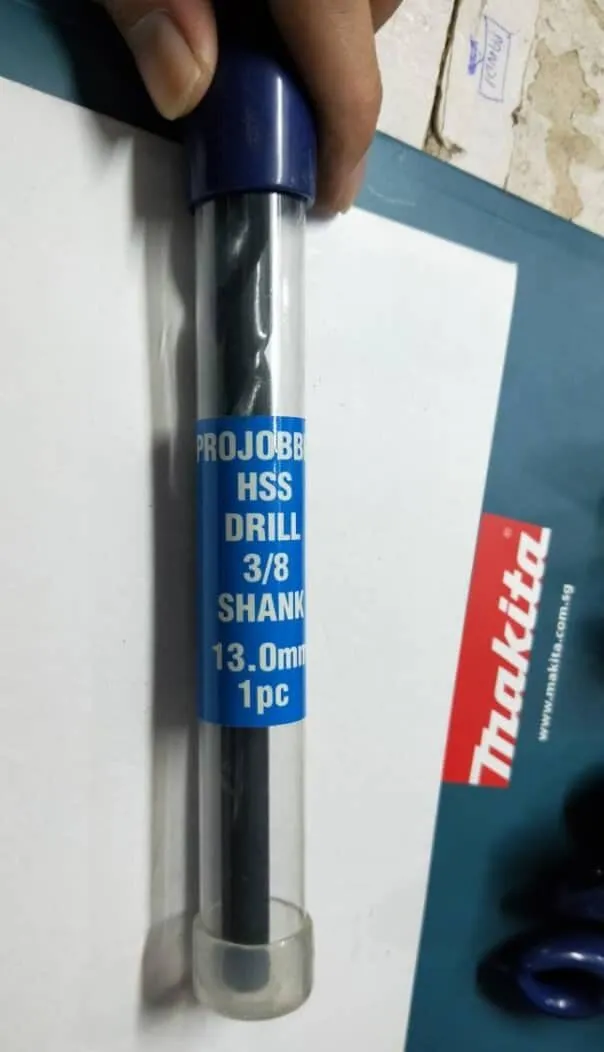 PROJOBB
HSS
DRILL
3/8
SHANK
13.0mm
1pc
makita
www.makita.com.sg